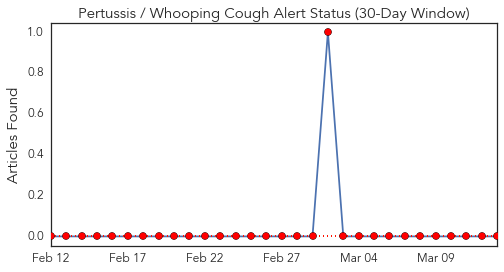 Pertussis / Whooping Cough Alert Status (30-Day Window)
Articles Found
1.0
0.8
0.6
0.4
0.2
0.0
Feb 12 Feb 17 Feb 22 Feb 27 Mar 04 Mar 09